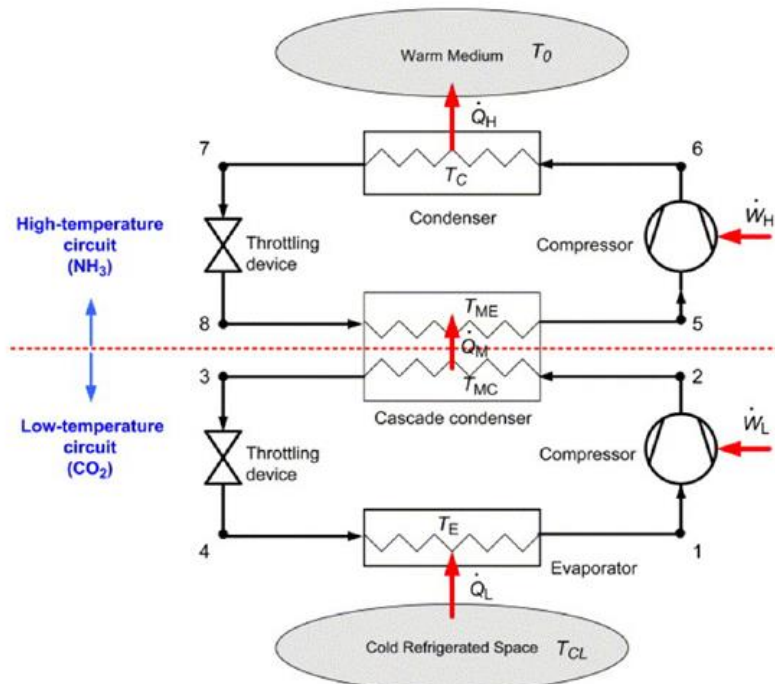 Warm Medium T₀
Q̇H
7
6
TC
Condenser
ẆH
High-temperature
circuit
(NH₃)
Throttling
device
Compressor
8
TME
5
Q̇M
3
TMC
2
Cascade condenser
Low-temperature
circuit
(CO₂)
Throttling
device
Compressor
ẆL
4
TE
1
Evaporator
Q̇L
Cold Refrigerated Space TCL